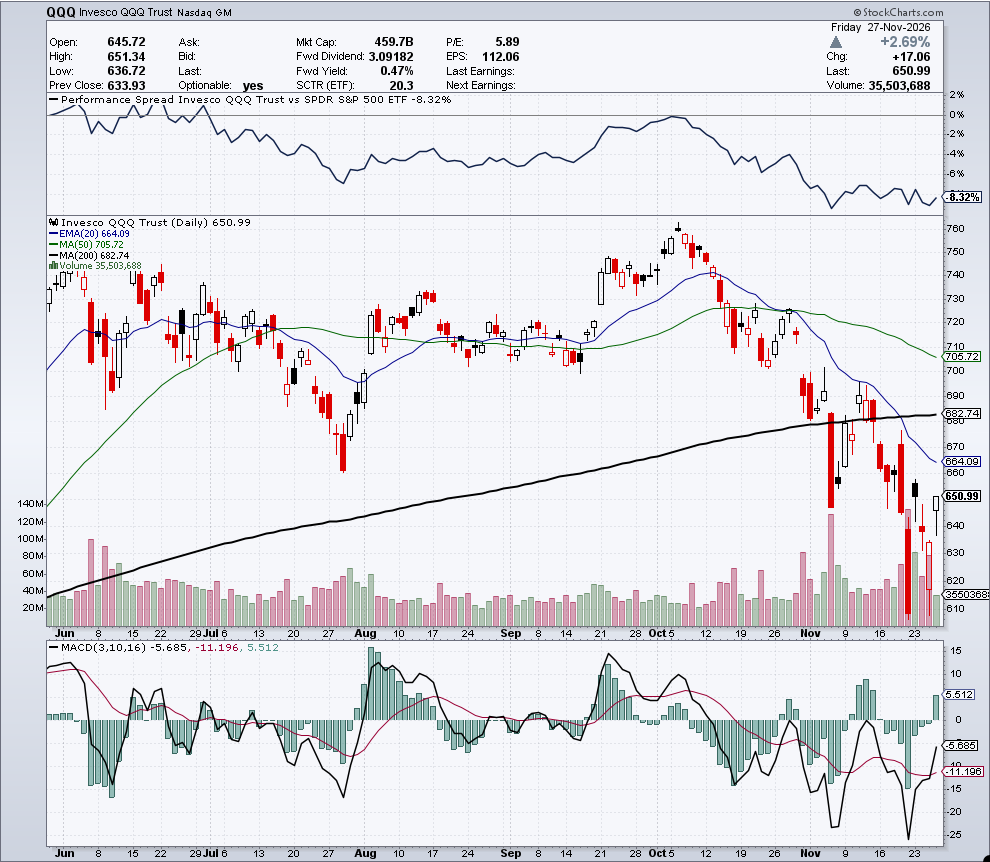 QQQ Invesco QQQ Trust Nasdaq GM © StockCharts.com
Friday 27-Nov-2026
Open: 645.72 Ask: Mkt Cap: 459.7B P/E: 5.89 +2.69%
High: 651.34 Bid: Fwd Dividend: 3.09182 EPS: 112.06 Chg: +17.06
Low: 636.72 Last: Fwd Yield: 0.47% Last Earnings: Last: 650.99
Prev Close: 633.93 Optionable: yes SCTR (ETF): 20.3 Next Earnings: Volume: 35,503,688
Performance Spread Invesco QQQ Trust vs SPDR S&P 500 ETF -8.32%
2%
0%
-2%
-4%
-6%
-8.32%
Invesco QQQ Trust (Daily) 650.99
EMA(20) 664.09
MA(50) 705.72
MA(200) 682.74
Volume 35,503,688
760
750
740
730
720
710
705.72
700
690
682.74
680
670
664.09
660
650.99
640
630
620
35503688
610
140M
120M
100M
80M
60M
40M
20M
Jun 8 15 22 29 Jul 6 13 20 27 Aug 10 17 24 Sep 8 14 21 28 Oct 5 12 19 26 Nov 9 16 23
MACD(3,10,16) -5.685, -11.196, 5.512
15
10
5.512
0
-5.685
-10
-11.196
-15
-20
-25
Jun 8 15 22 29 Jul 6 13 20 27 Aug 10 17 24 Sep 8 14 21 28 Oct 5 12 19 26 Nov 9 16 23